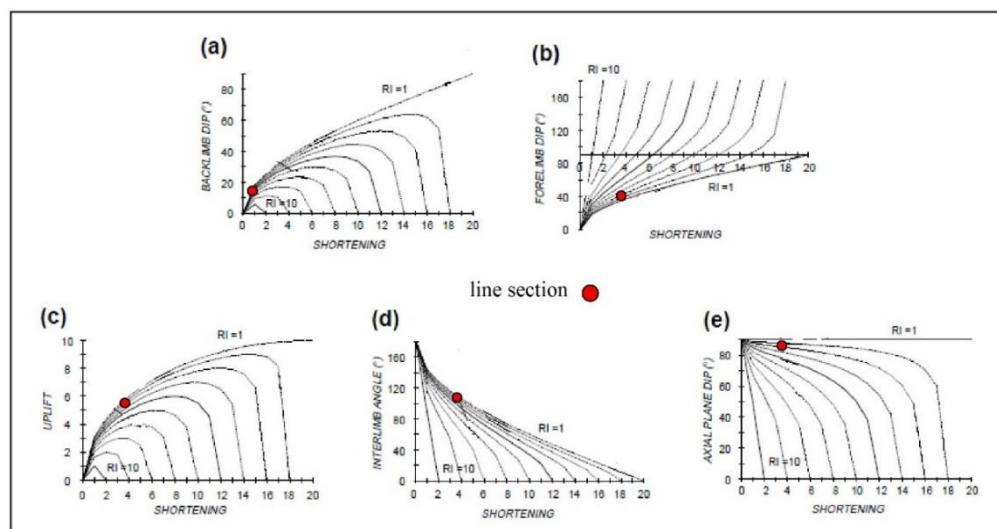 (a)
BACKLIMB DIP (°)
80
60
40
20
0
RI =1
RI =10
0 2 4 6 8 10 12 14 16 18 20
SHORTENING
(b)
FORELIMB DIP (°)
RI =10
160
120
80
40
0
0 2 4 6 8 10 12 14 16 18 20
RI =1
SHORTENING
line section
(c)
UPLIFT
10
8
6
4
2
0
RI =1
RI =10
0 2 4 6 8 10 12 14 16 18 20
SHORTENING
(d)
INTERLIMB ANGLE (°)
160
120
80
40
0
RI =1
RI =10
0 2 4 6 8 10 12 14 16 18 20
SHORTENING
(e)
AXIAL PLANE DIP (°)
80
60
40
20
0
RI =1
RI =10
0 2 4 6 8 10 12 14 16 18 20
SHORTENING